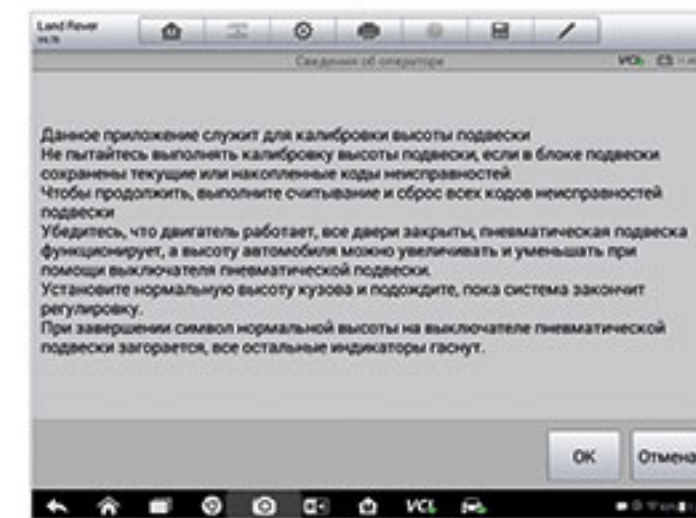 Land Rover
Сведения об операторе
VCI
Данное приложение служит для калибровки высоты подвески
Не пытайтесь выполнять калибровку высоты подвески, если в блоке подвески
сохранены текущие или накопленные коды неисправностей
Чтобы продолжить, выполните считывание и сброс всех кодов неисправностей
подвески
Убедитесь, что двигатель работает, все двери закрыты, пневматическая подвеска
функционирует, а высоту автомобиля можно увеличивать и уменьшать при
помощи выключателя пневматической подвески.
Установите нормальную высоту кузова и подождите, пока система закончит
регулировку.
При завершении символ нормальной высоты на выключателе пневматической
подвески загорается, все остальные индикаторы гаснут.
ОК
Отмена
VCI